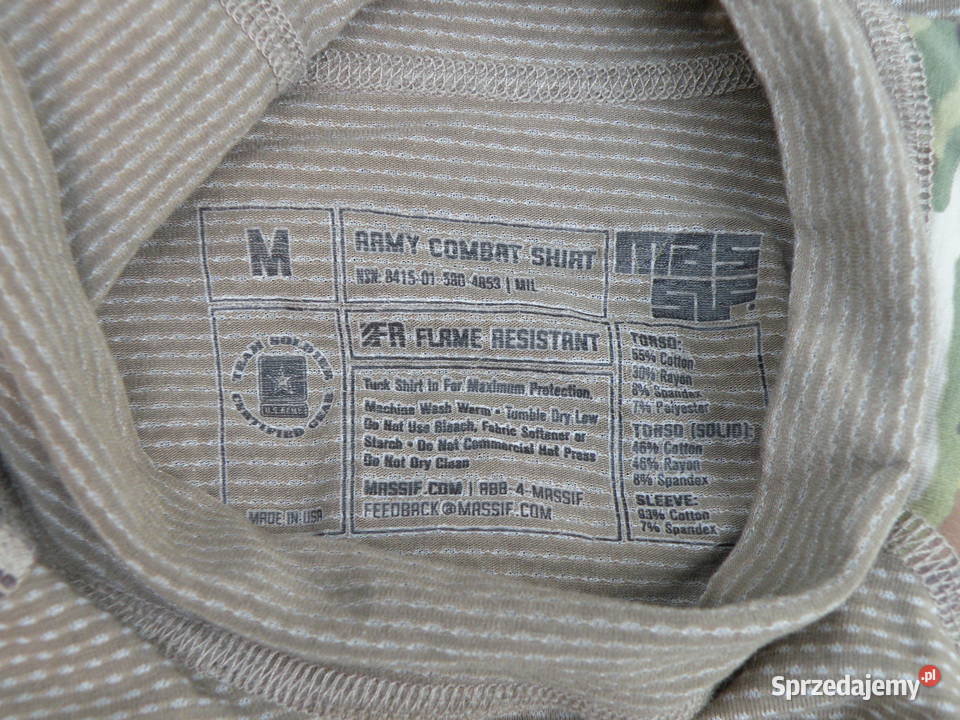 M
ARMY COMBAT SHIRT
NSN: 8415-01-580-4853 | MIL
MASSIF
TEAM SOLDIER
CERTIFIED GEAR
U.S. ARMY
MADE IN USA
FR FLAME RESISTANT
Tuck Shirt In For Maximum Protection.
Machine Wash Warm • Tumble Dry Low
Do Not Use Bleach, Fabric Softener or
Starch • Do Not Commercial Hot Press
Do Not Dry Clean
MASSIF.COM | 888-4-MASSIF
FEEDBACK@MASSIF.COM
TORSO:
55% Cotton
30% Rayon
8% Spandex
7% Polyester
TORSO (SOLID):
46% Cotton
46% Rayon
8% Spandex
SLEEVE:
93% Cotton
7% Spandex
Sprzedajemy.pl